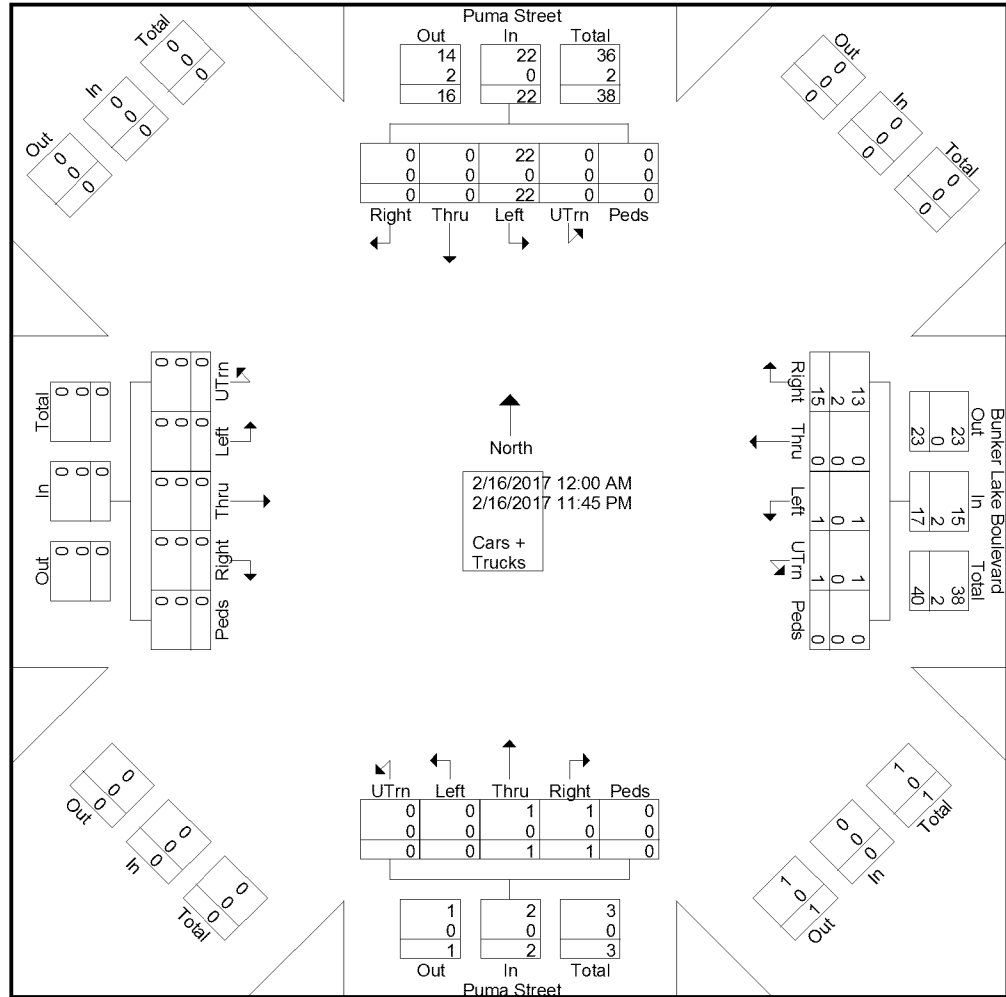 Puma Street
Out In Total
14 22 36
2 0 2
16 22 38
0 0 22 0 0
0 0 0 0 0
0 0 22 0 0
Right Thru Left UTrn Peds
Total
0
0
0
In
0
0
0
Out
0
0
0
Out
0
0
0
In
0
0
0
Total
0
0
0
Total
0 0 0
In
0 0 0
Out
0 0 0
0 0 0
UTrn
0 0 0
Left
0 0 0
Thru
0 0 0
Right
0 0 0
Peds
North
2/16/2017 12:00 AM
2/16/2017 11:45 PM
Cars +
Trucks
Right Thru Left UTrn Peds
13 0 1 1 0
2 0 0 0 0
15 0 1 1 0
Bunker Lake Boulevard
Out In Total
23 15 38
0 2 2
23 17 40
0
0
0
Out
0
0
0
In
0
0
0
Total
UTrn Left Thru Right Peds
0 0 1 1 0
0 0 0 0 0
0 0 1 1 0
1 2 3
0 0 0
1 2 3
Out In Total
Puma Street
1
0
1
Total
0
0
0
In
1
0
1
Out